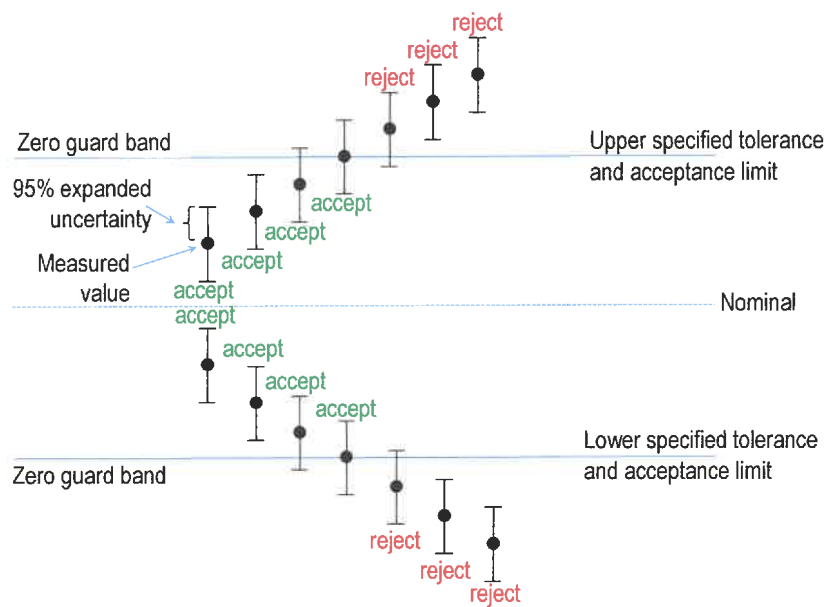 reject
reject
reject
Zero guard band
Upper specified tolerance
and acceptance limit
95% expanded
uncertainty
accept
accept
accept
Measured
value
accept
Nominal
accept
accept
accept
accept
Lower specified tolerance
and acceptance limit
Zero guard band
reject
reject
reject